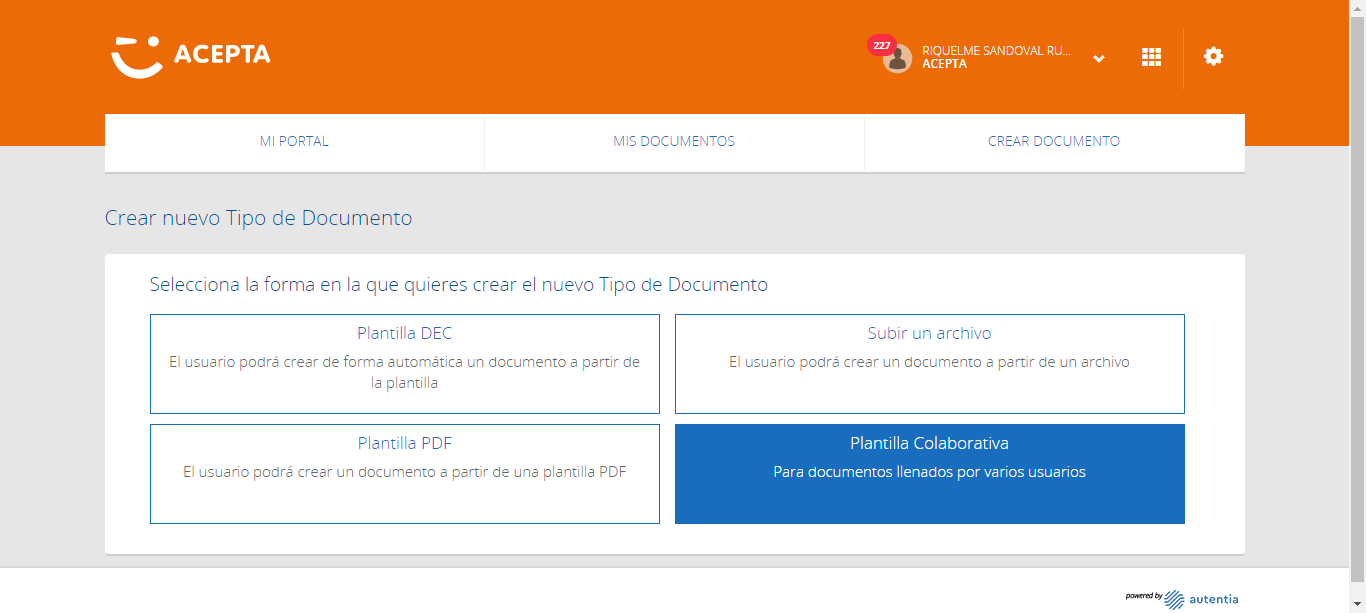 ACEPTA
227
RIQUELME SANDOVAL RU...
ACEPTA
MI PORTAL
MIS DOCUMENTOS
CREAR DOCUMENTO
Crear nuevo Tipo de Documento
Selecciona la forma en la que quieres crear el nuevo Tipo de Documento
Plantilla DEC
El usuario podrá crear de forma automática un documento a partir de
la plantilla
Subir un archivo
El usuario podrá crear un documento a partir de un archivo
Plantilla PDF
El usuario podrá crear un documento a partir de una plantilla PDF
Plantilla Colaborativa
Para documentos llenados por varios usuarios
powered by autentia